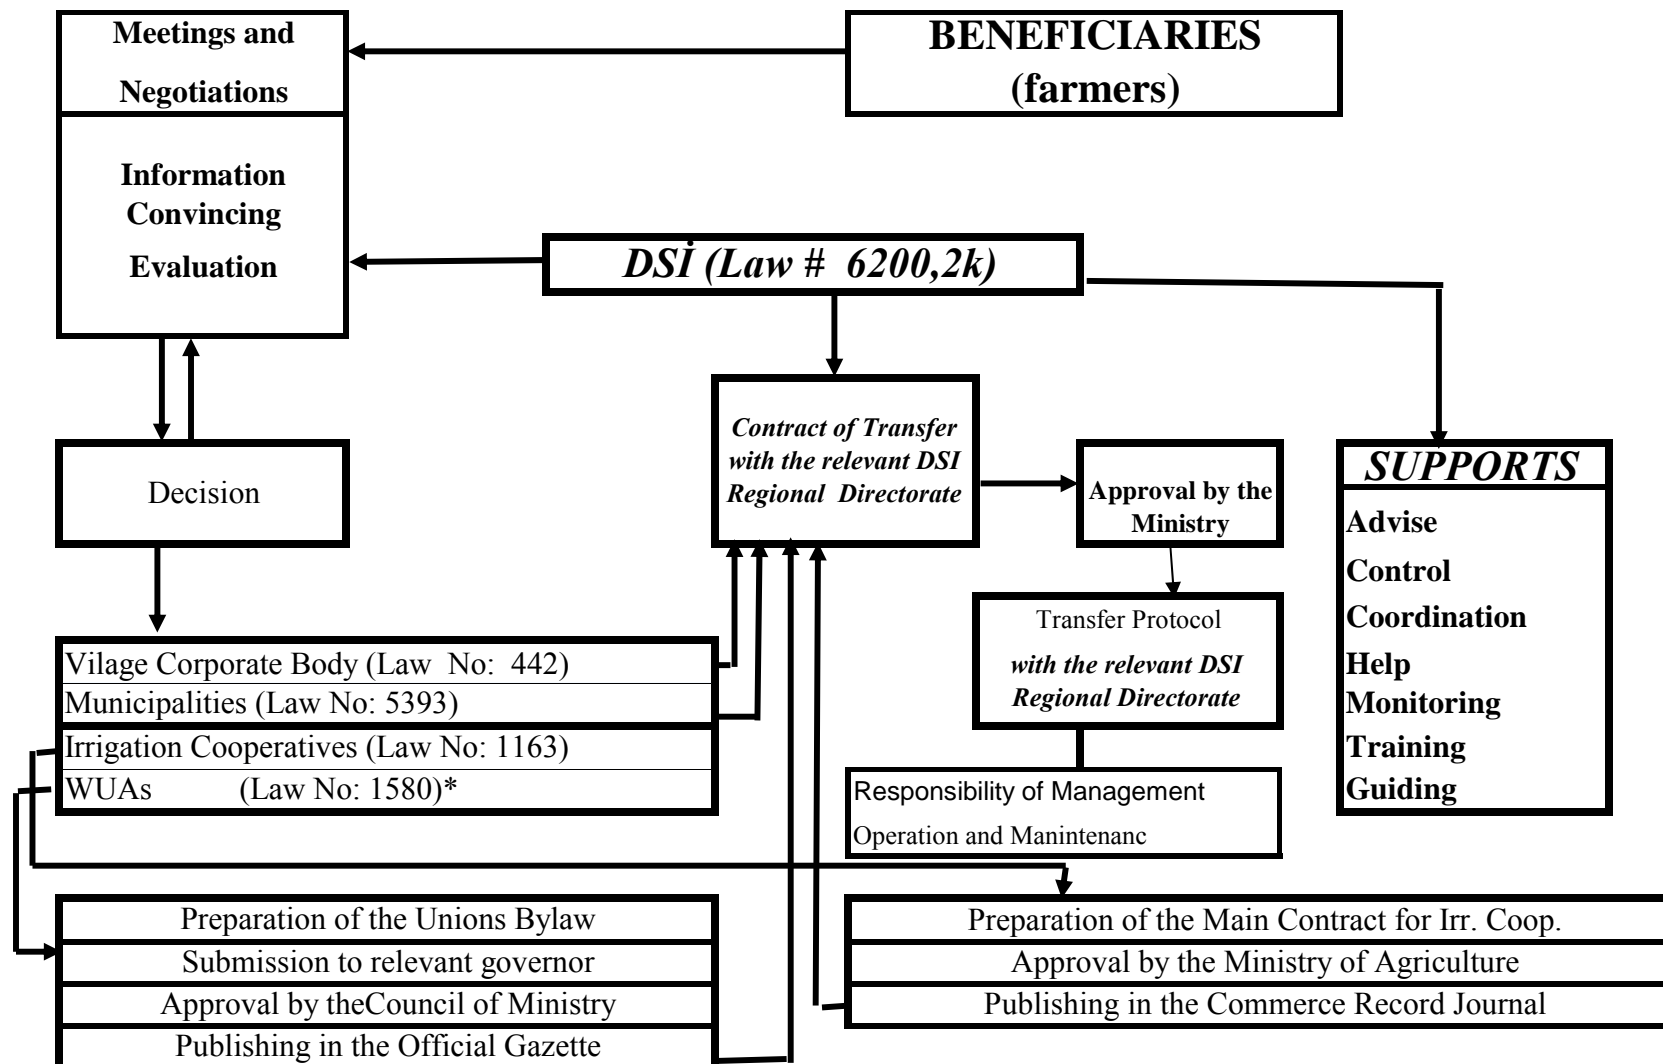 Meetings and
Negotiations
BENEFICIARIES
(farmers)
Information
Convincing
Evaluation
DSİ (Law # 6200,2k)
Contract of Transfer
with the relevant DSI
Regional Directorate
Decision
Approval by the
Ministry
SUPPORTS
Advise
Control
Coordination
Help
Monitoring
Training
Guiding
Transfer Protocol
with the relevant DSI
Regional Directorate
Vilage Corporate Body (Law No: 442)
Municipalities (Law No: 5393)
Irrigation Cooperatives (Law No: 1163)
WUAs (Law No: 1580)*
Responsibility of Management
Operation and Manintenanc
Preparation of the Unions Bylaw
Submission to relevant governor
Approval by theCouncil of Ministry
Publishing in the Official Gazette
Preparation of the Main Contract for Irr. Coop.
Approval by the Ministry of Agriculture
Publishing in the Commerce Record Journal